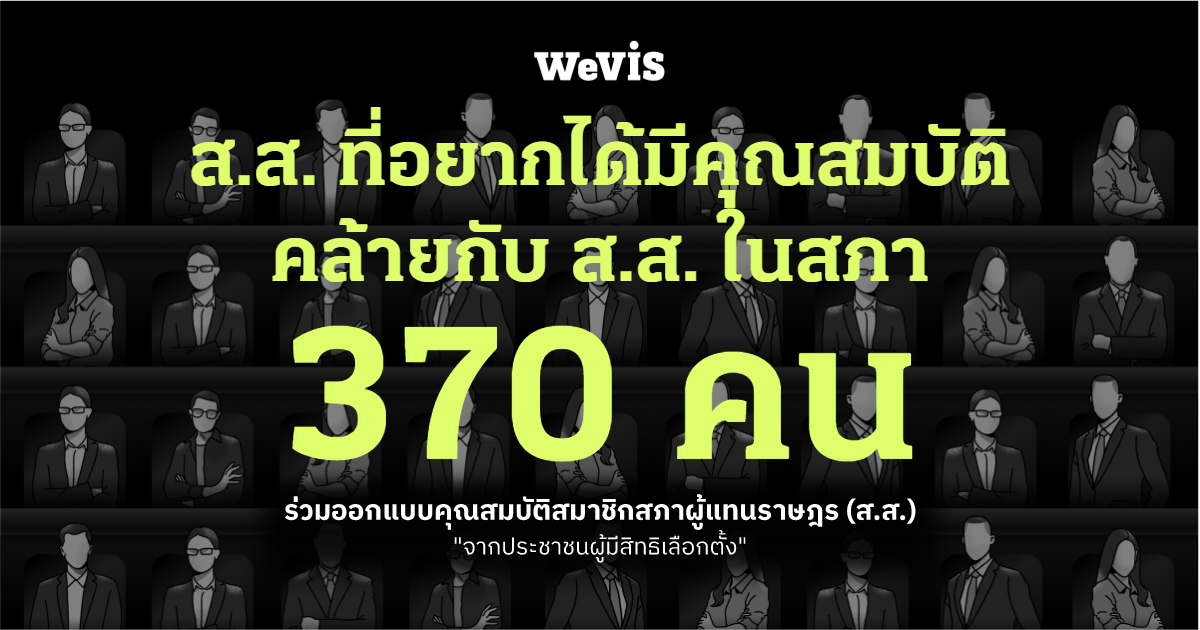 WeVIS
ส.ส. ที่อยากได้มีคุณสมบัติ
คล้ายกับ ส.ส. ในสภา
370 คน
ร่วมออกแบบคุณสมบัติสมาชิกสภาผู้แทนราษฎร (ส.ส.)
"จากประชาชนผู้มีสิทธิเลือกตั้ง"